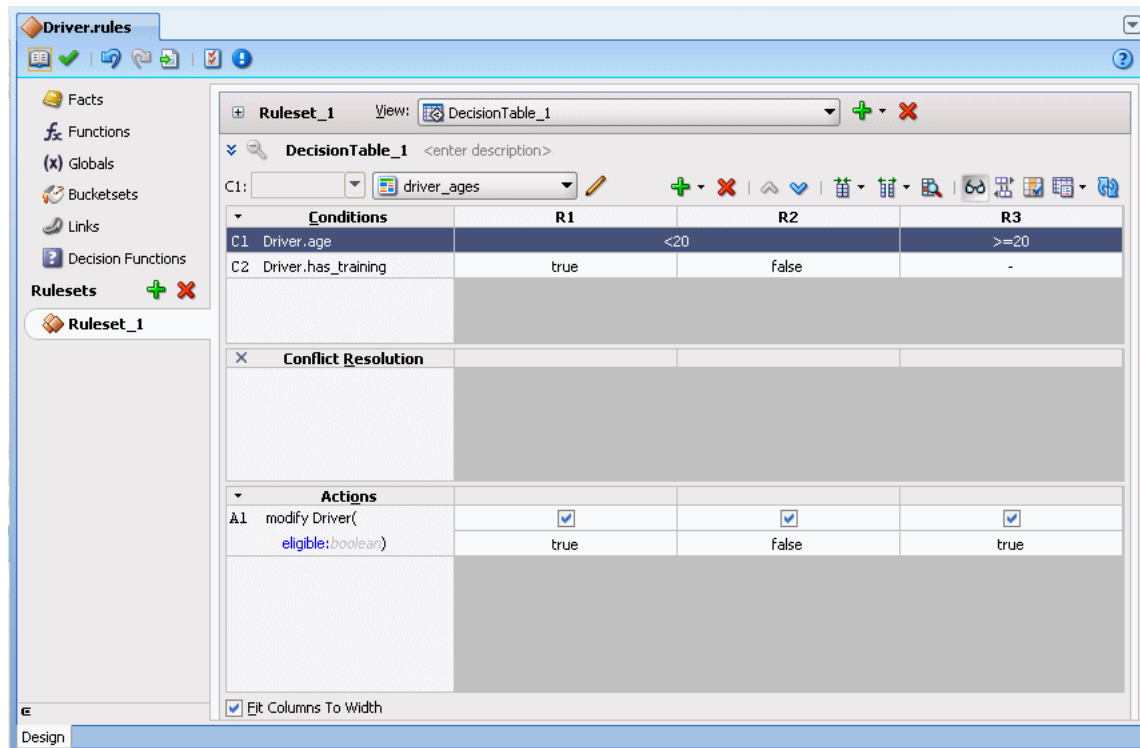 Driver.rules
Facts
Functions
(x) Globals
Bucketsets
Links
Decision Functions
Rulesets
Ruleset_1
Ruleset_1 View: DecisionTable_1
DecisionTable_1 <enter description>
C1: driver_ages
Conditions R1 R2 R3
C1 Driver.age <20 >=20
C2 Driver.has_training true false -
Conflict Resolution
Actions
A1 modify Driver(
eligible:boolean) true false true
Fit Columns To Width
Design